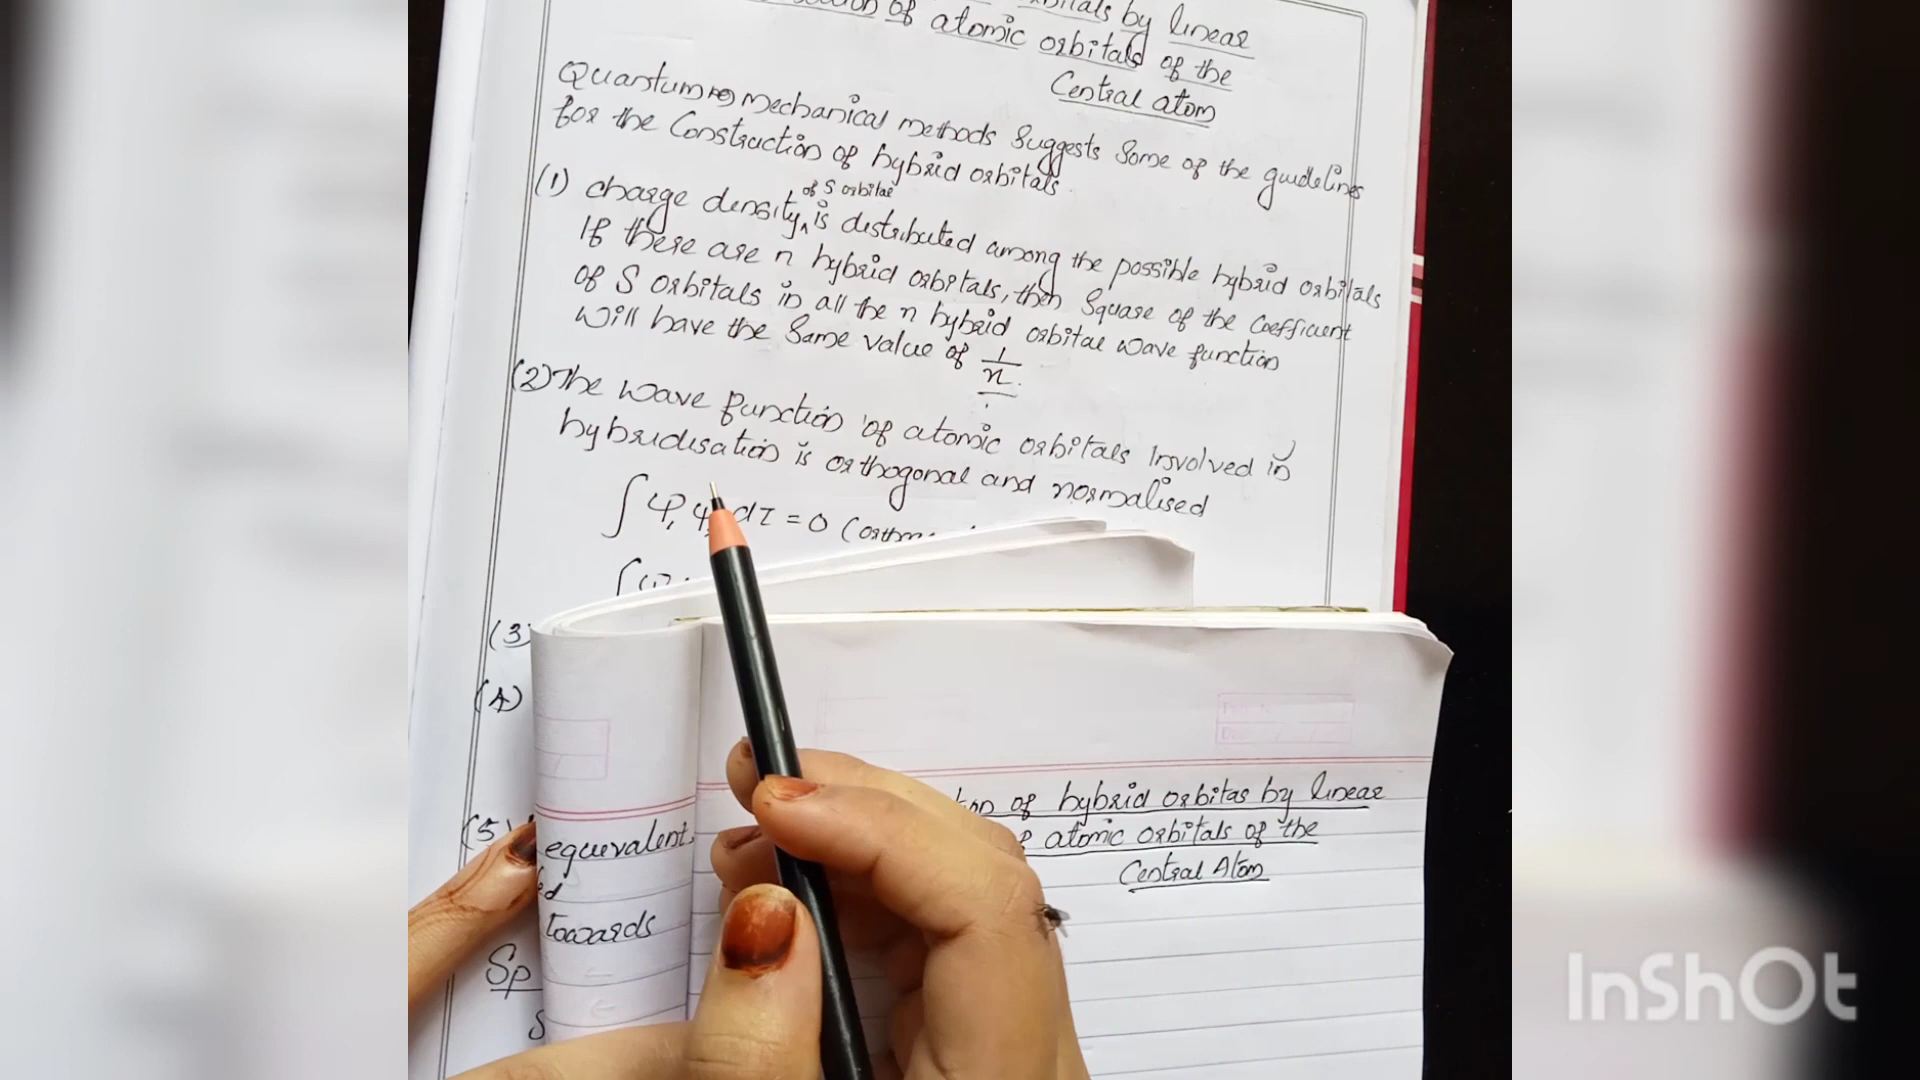 by linear
of atomic orbitals of the
Central atom
Quantum mechanical methods Suggests Some of the guidelines
for the Construction of hybrid orbitals.
(1) charge density of S orbital is distributed among the possible hybrid orbitals
If there are n hybrid orbitals, then Square of the Coefficient
of S orbitals in all the n hybrid orbital wave function
will have the Same value of 1/n.
(2) The wave function of atomic orbitals Involved in
hybridisation is orthogonal and normalised
= 0
(3)
(4)
(5)
Sp
equivalent
towards
of hybrid orbitas by linear
atomic orbitals of the
Central Atom
InShOt